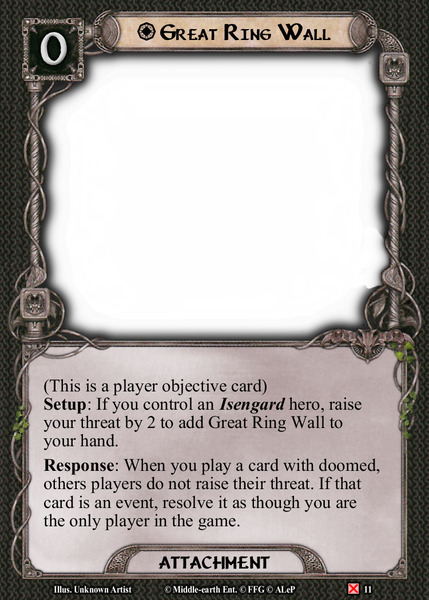 0
GREAT RING WALL
(This is a player objective card)
Setup: If you control an Isengard hero, raise
your threat by 2 to add Great Ring Wall to
your hand.
Response: When you play a card with doomed,
others players do not raise their threat. If that
card is an event, resolve it as though you are
the only player in the game.
ATTACHMENT
Illus. Unknown Artist © Middle-earth Ent. © FFG © ALeP 11